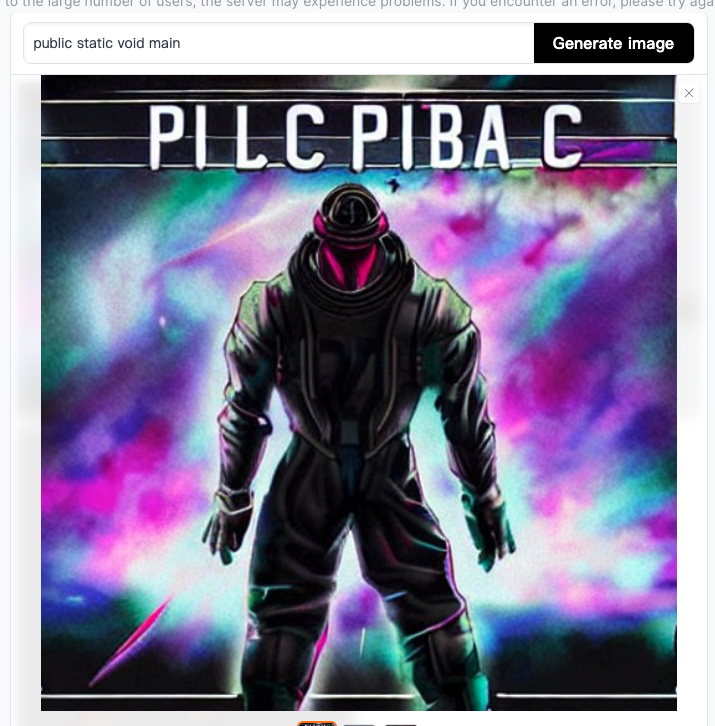 to the large number of users, the server may experience problems. If you encounter an error, please try aga
public static void main
Generate image
PILC PIBA C